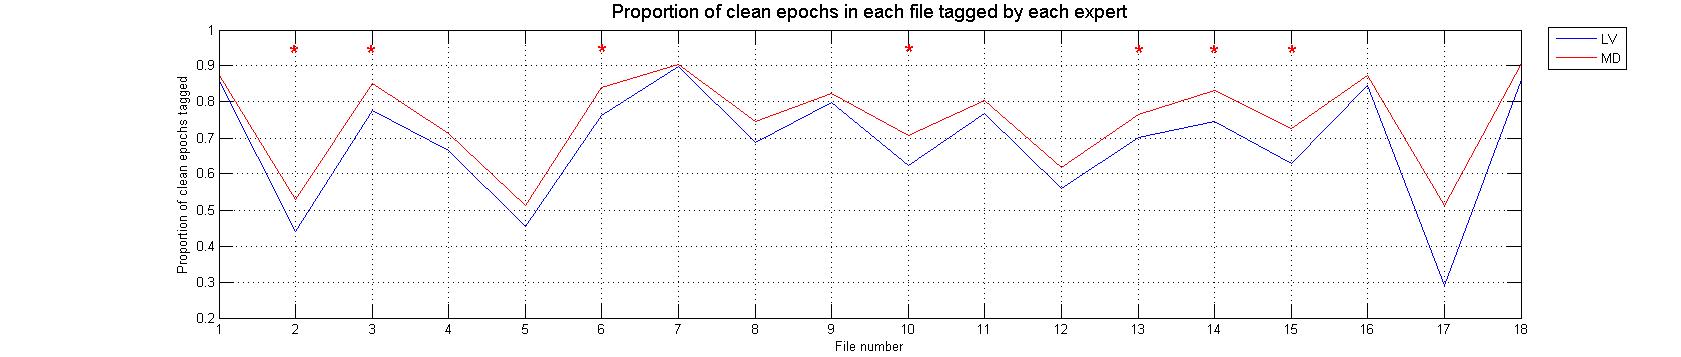 Proportion of clean epochs in each file tagged by each expert
LV
MD
* * * * * * *
Proportion of clean epochs tagged
1
0.9
0.8
0.7
0.6
0.5
0.4
0.3
0.2
1 2 3 4 5 6 7 8 9 10 11 12 13 14 15 16 17 18
File number